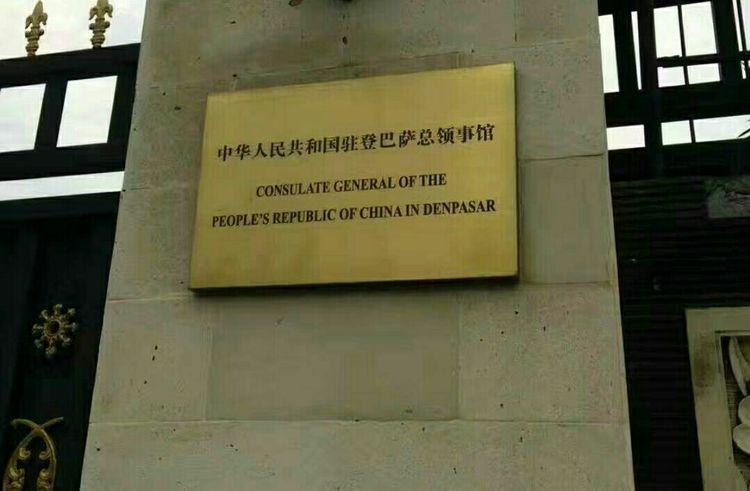 中华人民共和国驻登巴萨总领事馆
CONSULATE GENERAL OF THE
PEOPLE'S REPUBLIC OF CHINA IN DENPASAR